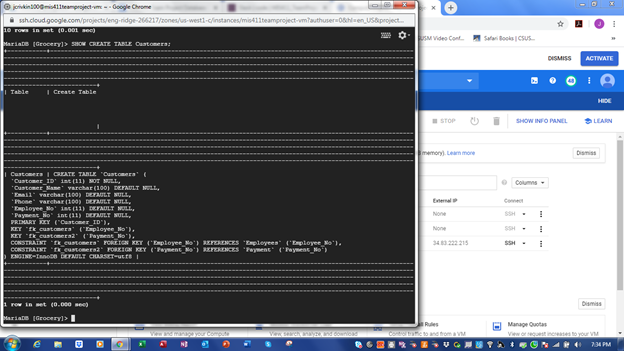 jcrivkin100@mis411teamproject-vm: ~ - Google Chrome
ssh.cloud.google.com/projects/eng-ridge-266217/zones/us-west1-c/instances/mis411teamproject-vm?authuser=0&hl=en_US&project...
10 rows in set (0.001 sec)
MariaDB [Grocery]> SHOW CREATE TABLE Customers;
| Table | Create Table
|
| Customers | CREATE TABLE `Customers` (
`Customer_ID` int(11) NOT NULL,
`Customer_Name` varchar(100) DEFAULT NULL,
`Email` varchar(100) DEFAULT NULL,
`Phone` varchar(100) DEFAULT NULL,
`Employee_No` int(11) DEFAULT NULL,
`Payment_No` int(11) DEFAULT NULL,
PRIMARY KEY (`Customer_ID`),
KEY `fk_customers` (`Employee_No`),
KEY `fk_customers2` (`Payment_No`),
CONSTRAINT `fk_customers` FOREIGN KEY (`Employee_No`) REFERENCES `Employees` (`Employee_No`),
CONSTRAINT `fk_customers2` FOREIGN KEY (`Payment_No`) REFERENCES `Payment` (`Payment_No`)
) ENGINE=InnoDB DEFAULT CHARSET=utf8 |
1 row in set (0.000 sec)
MariaDB [Grocery]>
USM Video Conf...
Safari Books (CSUS...
DISMISS
ACTIVATE
HIDE
STOP
SHOW INFO PANEL
LEARN
memory). Learn more
Dismiss
Columns
External IP
Connect
None
SSH
None
SSH
34.83.222.215
SSH
Dismiss
Rules
Manage Quotas
View and manage your Compute
View, search, analyze, and download
Control traffic to and from a VM
View or request increases to your VM
7:34 PM